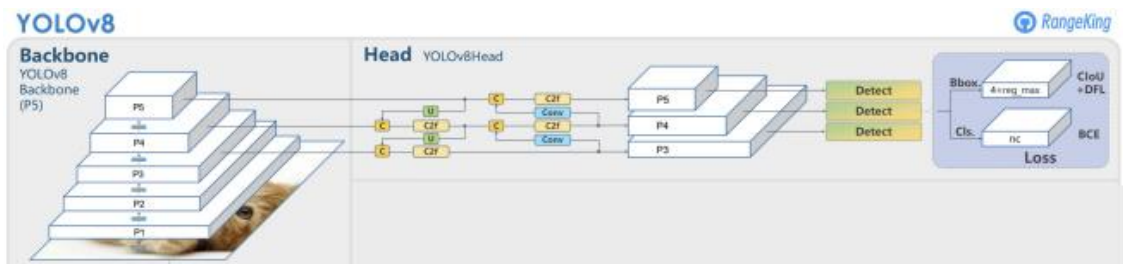 YOLOv8
RangeKing
Backbone
YOLOv8
Backbone
(P5)
P5
P4
P3
P2
P1
Head YOLOv8Head
C C2f
U Conv
C C2f C C2f
U Conv
C C2f
P5
P4
P3
Detect
Detect
Detect
Bbox. 4×reg_max CIoU
+DFL
Cls. nc BCE
Loss